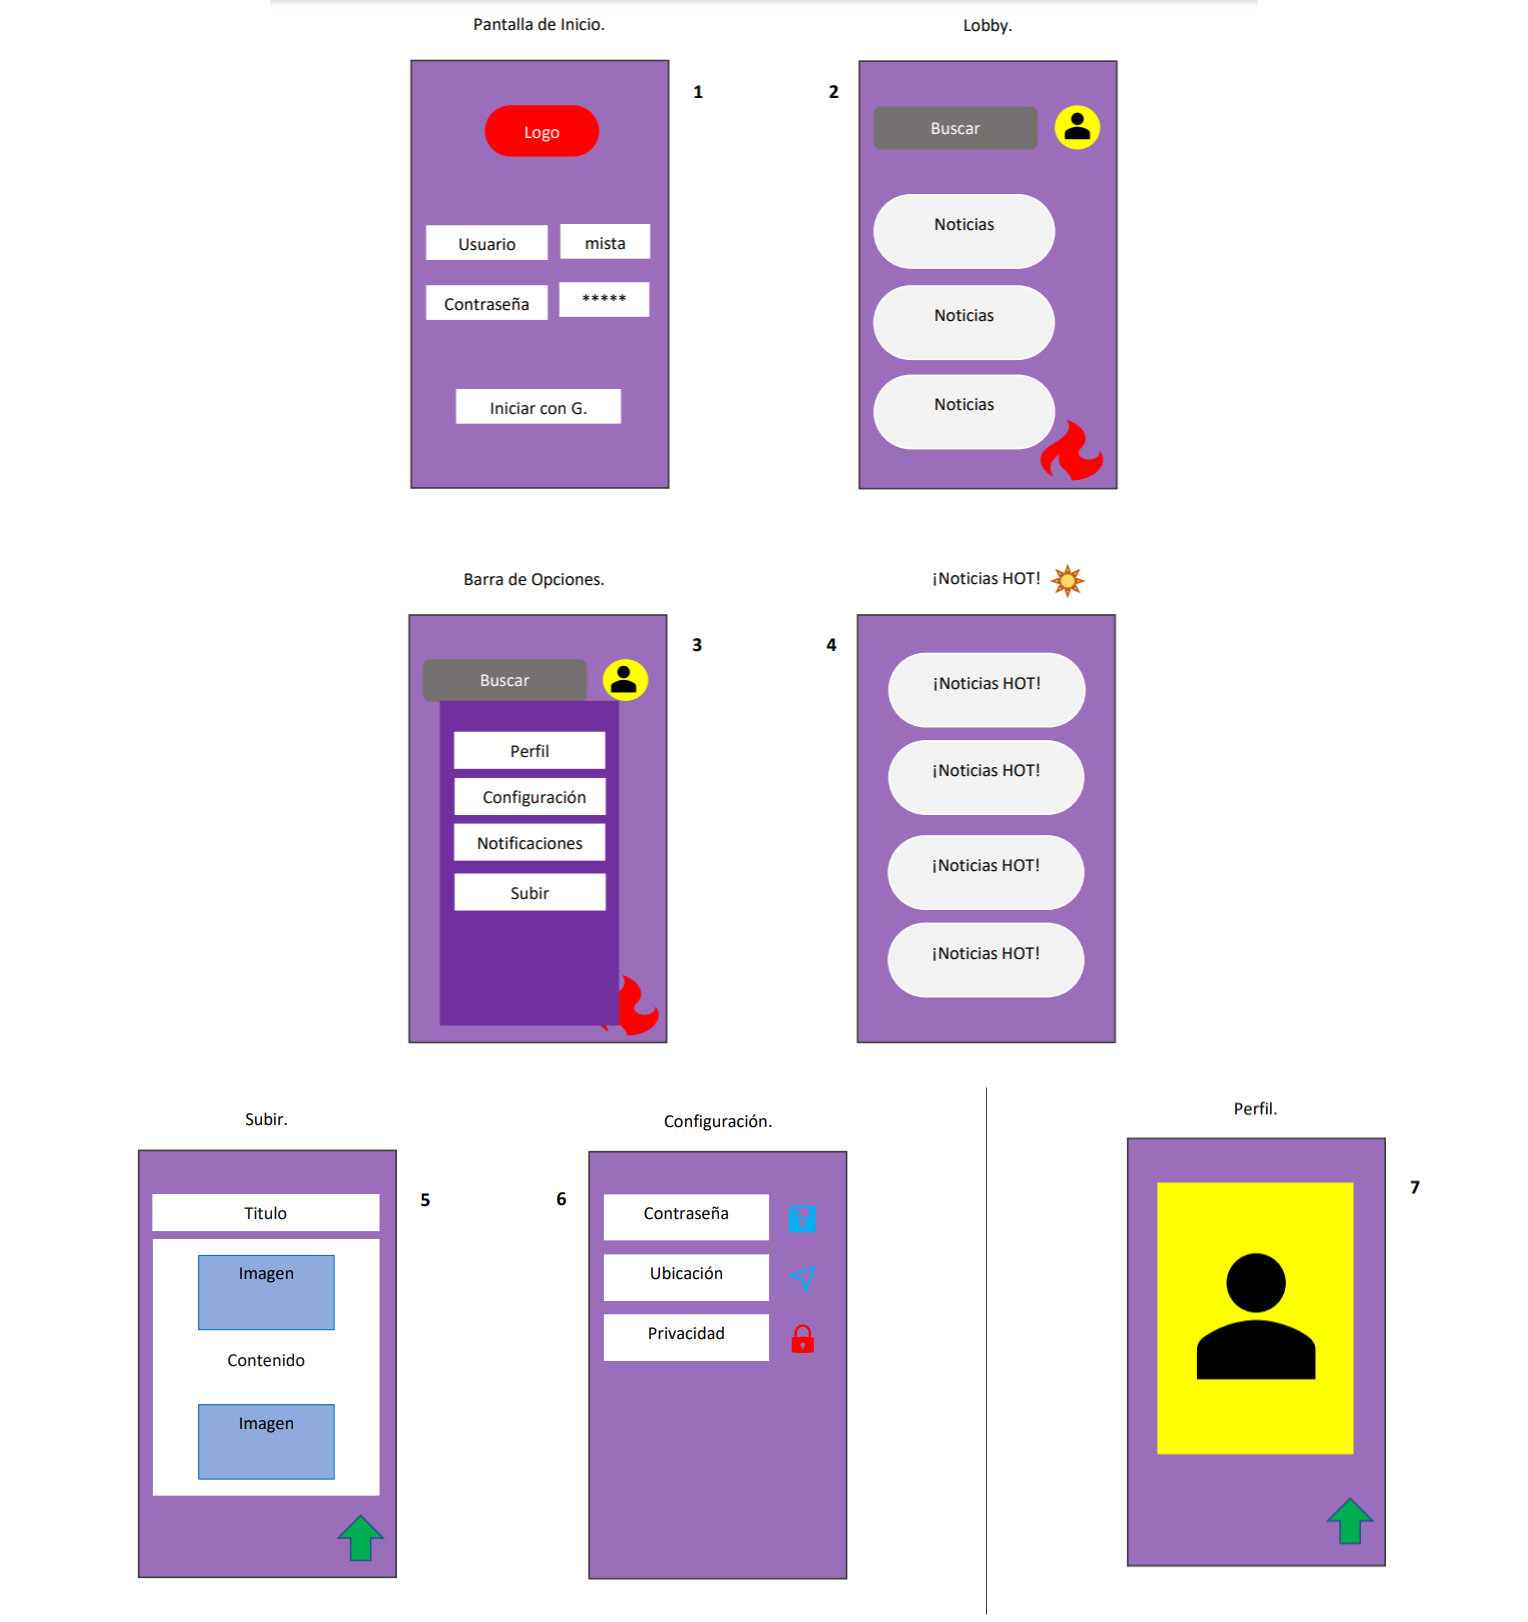 Pantalla de Inicio.
1
Logo
Usuario
mista
Contraseña
*****
Iniciar con G.
Lobby.
2
Buscar
Noticias
Noticias
Noticias
Barra de Opciones.
3
Buscar
Perfil
Configuración
Notificaciones
Subir
¡Noticias HOT!
4
¡Noticias HOT!
¡Noticias HOT!
¡Noticias HOT!
¡Noticias HOT!
Subir.
5
Titulo
Imagen
Contenido
Imagen
Configuración.
6
Contraseña
Ubicación
Privacidad
Perfil.
7